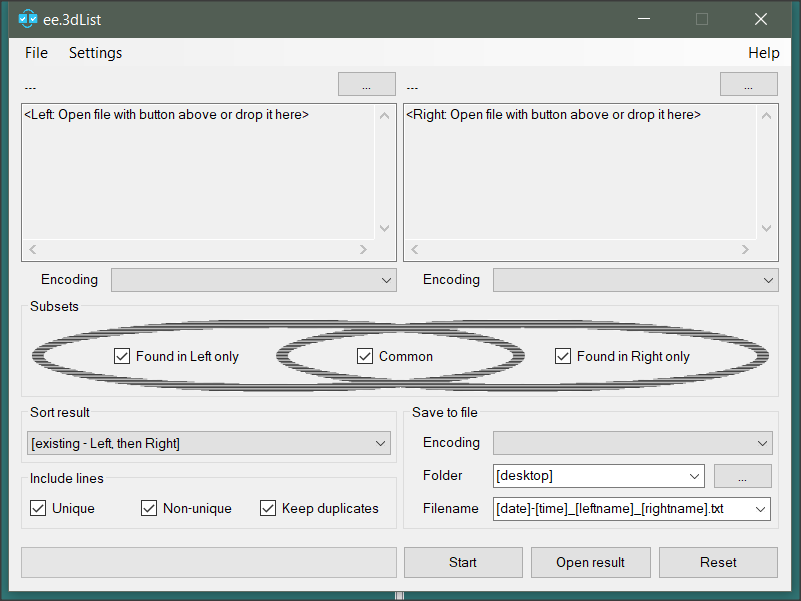 ee.3dList
File Settings Help
--- ... --- ...
<Left: Open file with button above or drop it here> <Right: Open file with button above or drop it here>
Encoding Encoding
Subsets
Found in Left only Common Found in Right only
Sort result Save to file
[existing - Left, then Right] Encoding
Include lines Folder [desktop] ...
Unique Non-unique Keep duplicates Filename [date]-[time]_[leftname]_[rightname].txt
Start Open result Reset